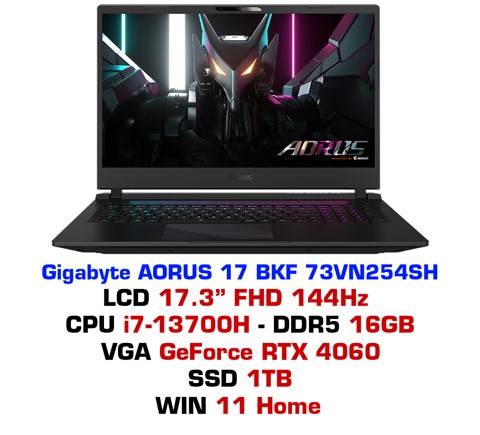 AORUS
AORUS
Gigabyte AORUS 17 BKF 73VN254SH
LCD 17.3” FHD 144Hz
CPU i7-13700H - DDR5 16GB
VGA GeForce RTX 4060
SSD 1TB
WIN 11 Home